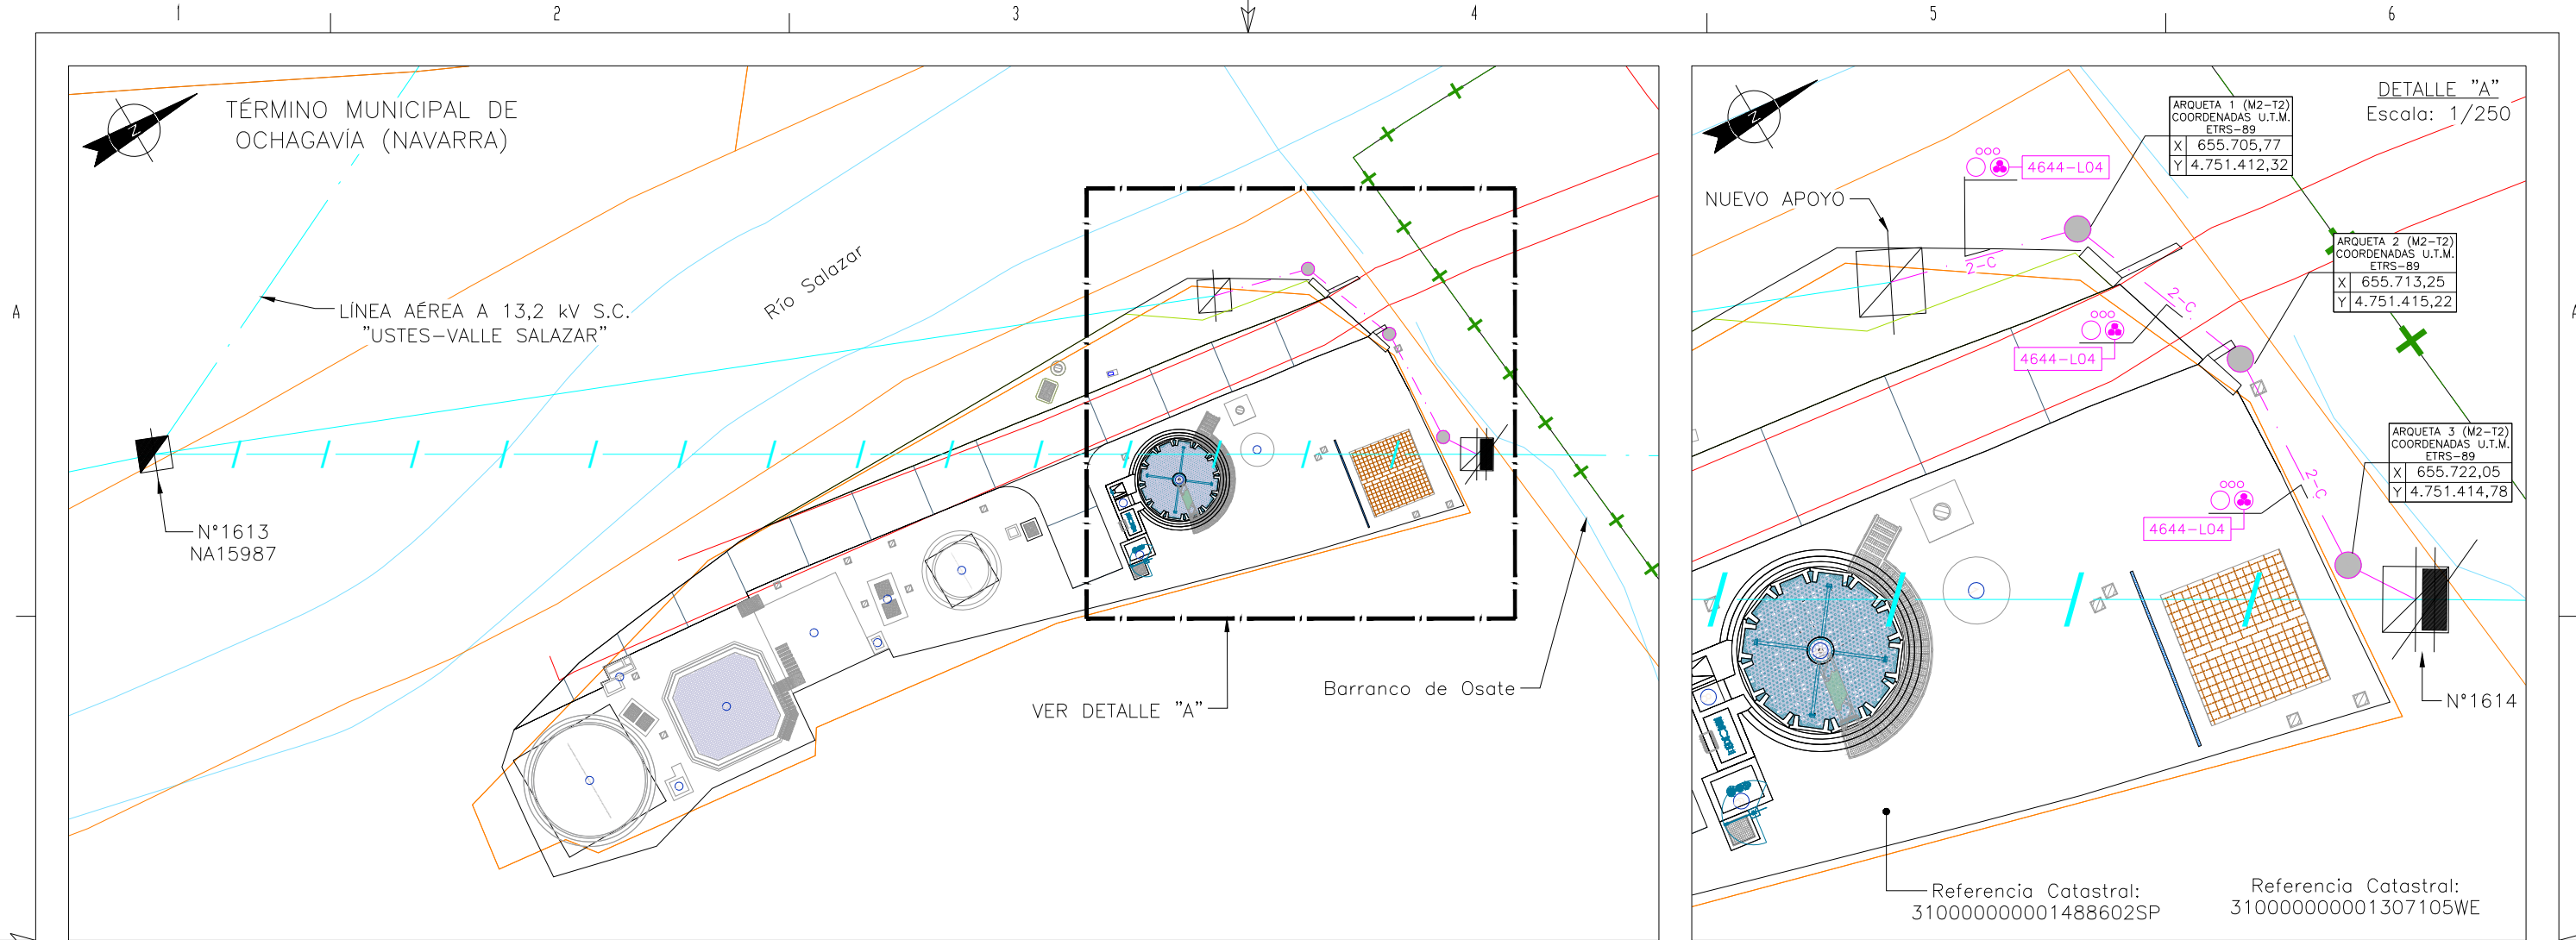 1
2
3
4
5
6
A
TÉRMINO MUNICIPAL DE
OCHAGAVÍA (NAVARRA)
N
LÍNEA AÉREA A 13,2 kV S.C.
"USTES-VALLE SALAZAR"
Río Salazar
N°1613
NA15987
VER DETALLE "A"
Barranco de Osate
N
DETALLE "A"
Escala: 1/250
ARQUETA 1 (M2-T2)
COORDENADAS U.T.M.
ETRS-89
X 655.705,77
Y 4.751.412,32
4644-L04
NUEVO APOYO
2-C
ARQUETA 2 (M2-T2)
COORDENADAS U.T.M.
ETRS-89
X 655.713,25
Y 4.751.415,22
2-C
4644-L04
ARQUETA 3 (M2-T2)
COORDENADAS U.T.M.
ETRS-89
X 655.722,05
Y 4.751.414,78
2-C
4644-L04
N°1614
Referencia Catastral:
310000000001488602SP
Referencia Catastral:
310000000001307105WE